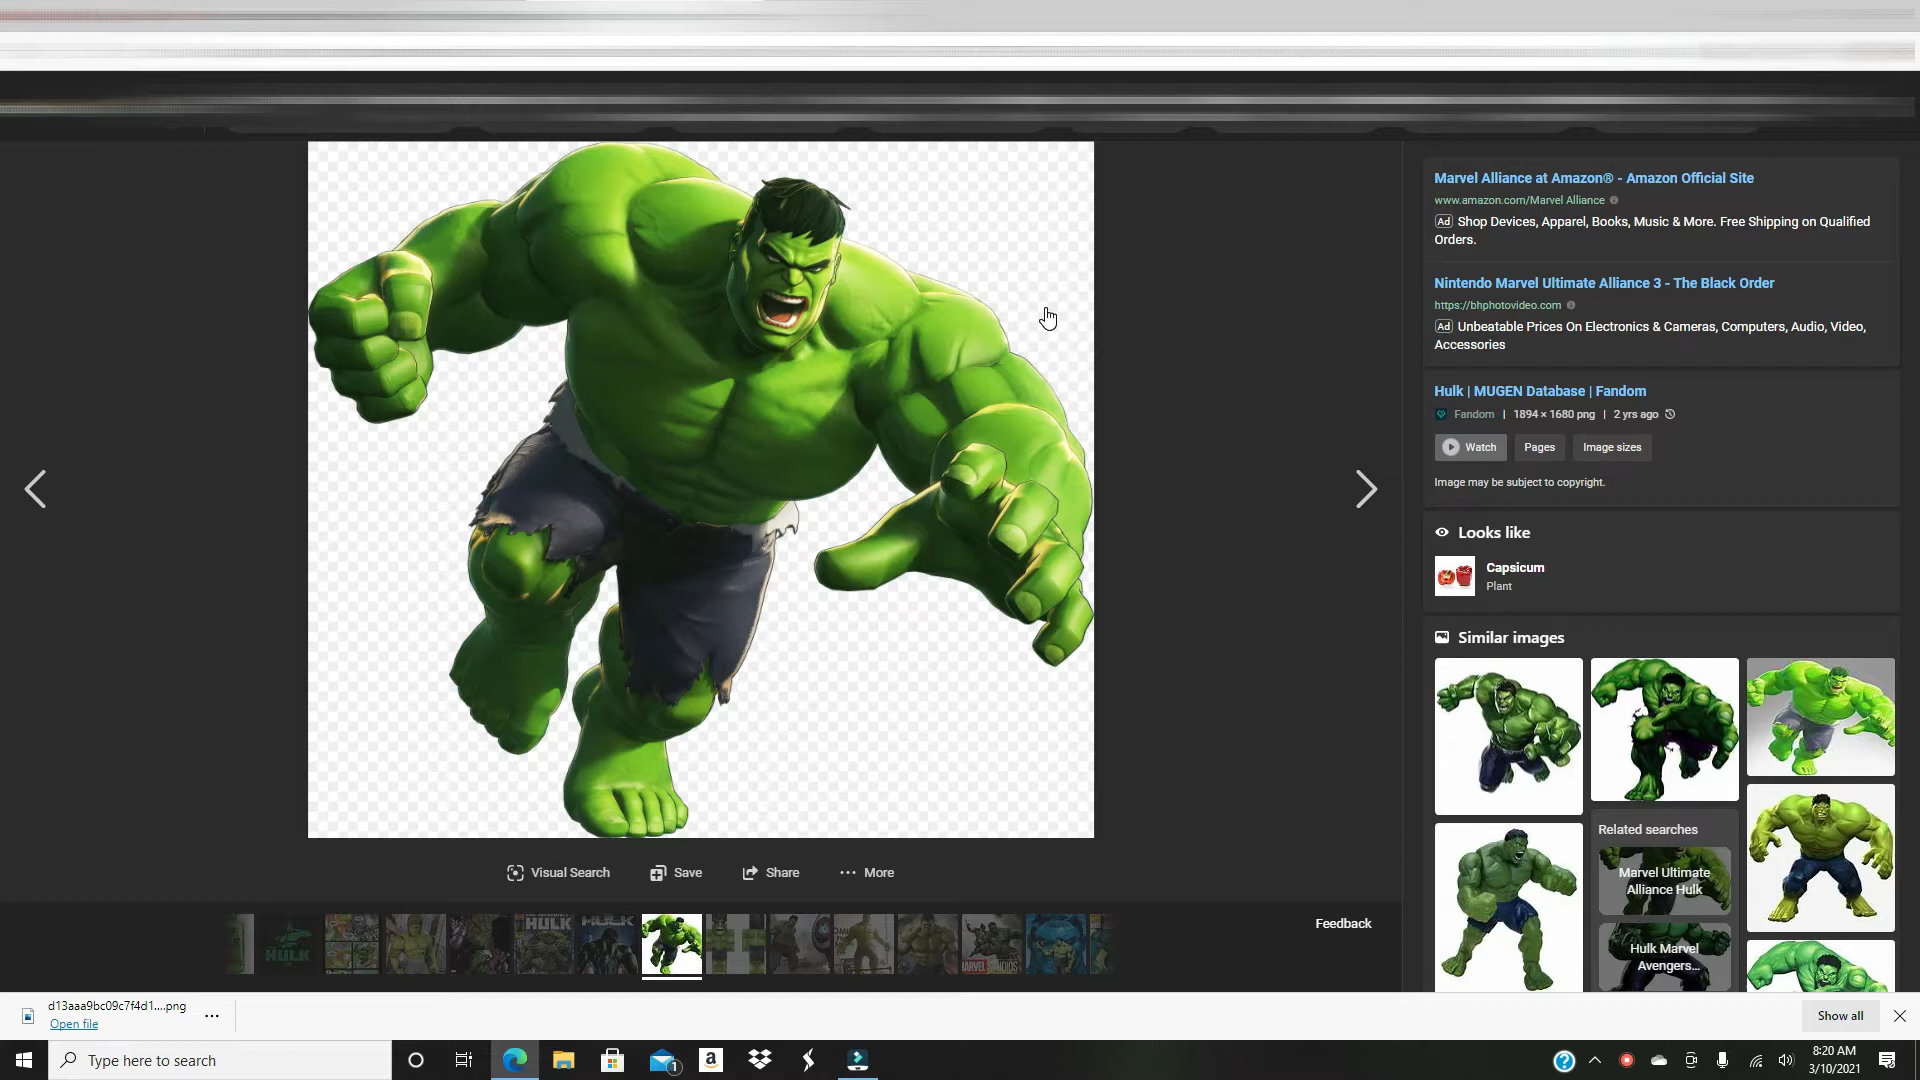 Marvel Alliance at Amazon® - Amazon Official Site
www.amazon.com/Marvel Alliance
Ad Shop Devices, Apparel, Books, Music & More. Free Shipping on Qualified
Orders.
Nintendo Marvel Ultimate Alliance 3 - The Black Order
https://bhphotovideo.com
Ad Unbeatable Prices On Electronics & Cameras, Computers, Audio, Video,
Accessories
Hulk | MUGEN Database | Fandom
Fandom | 1894 × 1680 png | 2 yrs ago
Watch Pages Image sizes
Image may be subject to copyright.
Looks like
Capsicum
Plant
Similar images
Related searches
Marvel Ultimate
Alliance Hulk
Hulk Marvel
Avengers...
Visual Search Save Share More
Feedback
HULK
HULK
HULK
MARVEL STUDIOS
d13aaa9bc09c7f4d1....png
Open file
Show all
Type here to search
1
a
8:20 AM
3/10/2021